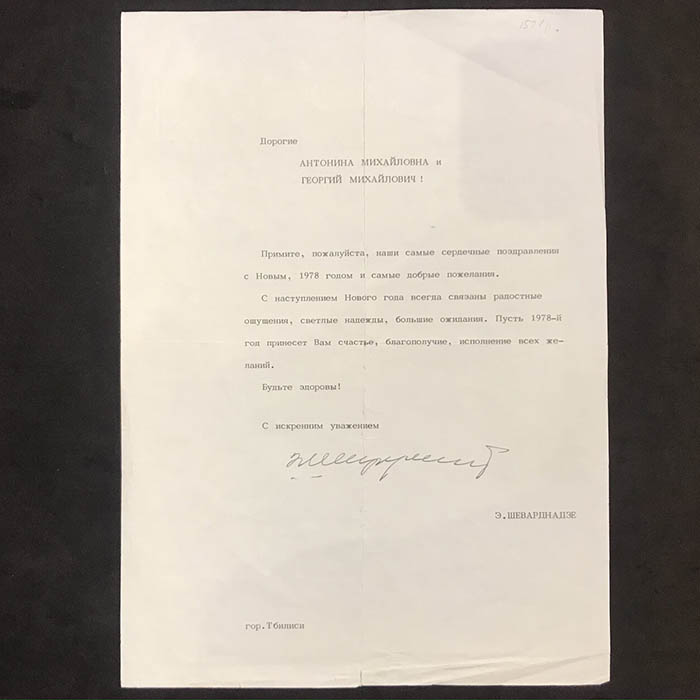 Дорогие
АНТОНИНА МИХАЙЛОВНА и
ГЕОРГИЙ МИХАЙЛОВИЧ!
Примите, пожалуйста, наши самые сердечные поздравления
с Новым, 1978 годом и самые добрые пожелания.
С наступлением Нового года всегда связаны радостные
ощущения, светлые надежды, большие ожидания. Пусть 1978-й
год принесет Вам счастье, благополучие, исполнение всех же-
ланий.
Будьте здоровы!
С искренним уважением
Э.ШЕВАРДНАДЗЕ
гор.Тбилиси